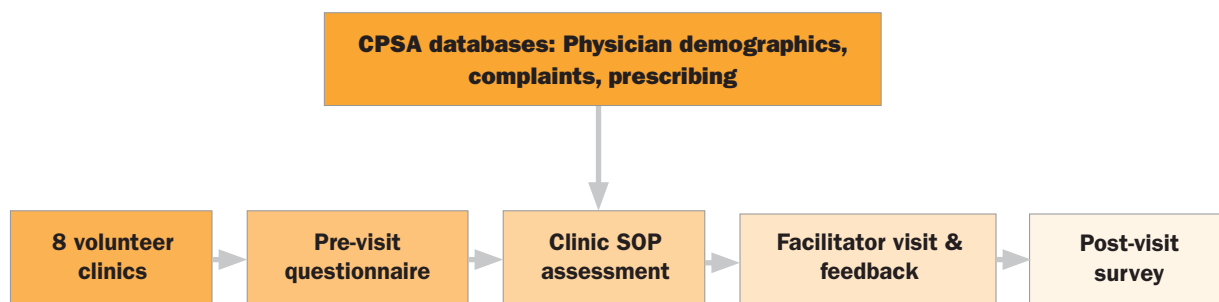 CPSA databases: Physician demographics,
complaints, prescribing
8 volunteer
clinics
Pre-visit
questionnaire
Clinic SOP
assessment
Facilitator visit &
feedback
Post-visit
survey